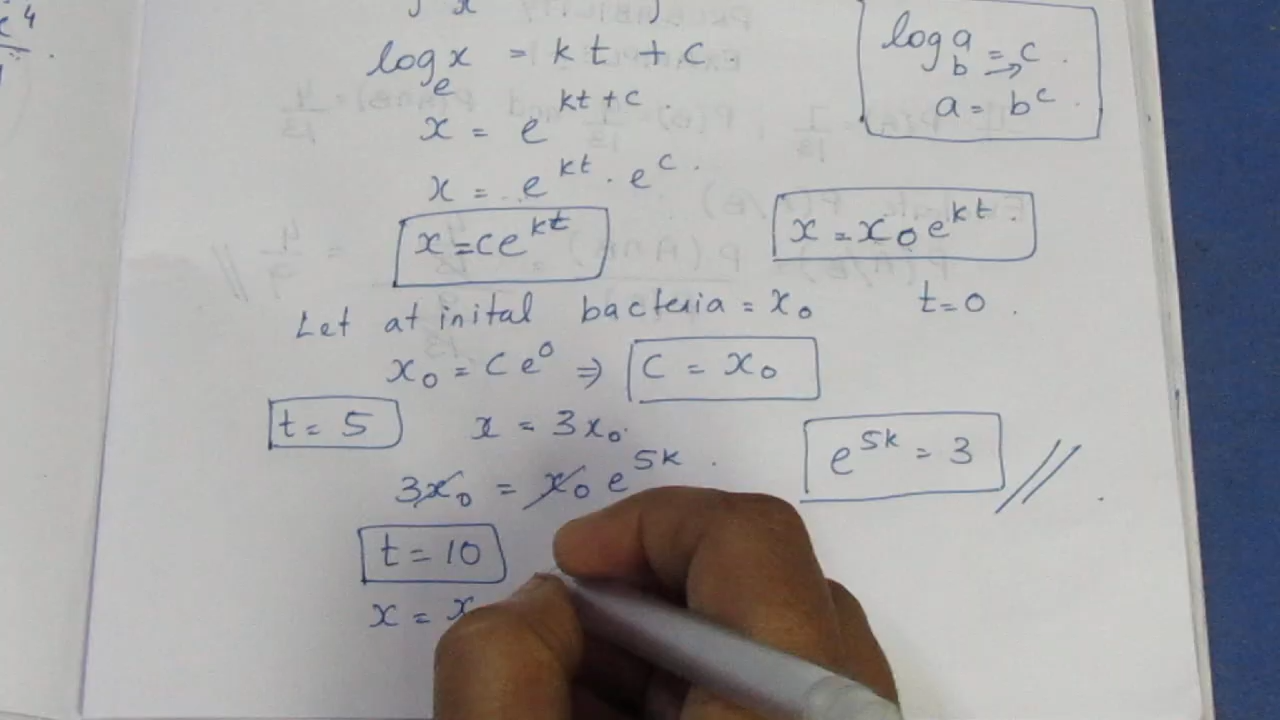 log_e x = kt + c
x = e^{kt+c}.
x = e^{kt} . e^c .
x = ce^{kt}
x = x₀e^{kt} .
Let at inital bacteria = x₀ t=0 .
x₀ = ce⁰ ⇒ C = x₀
t = 5 x = 3x₀.
3x₀ = x₀e^{5k} .
e^{5k} = 3 //
t = 10
x = x
log_b a = c .
a = b^c .